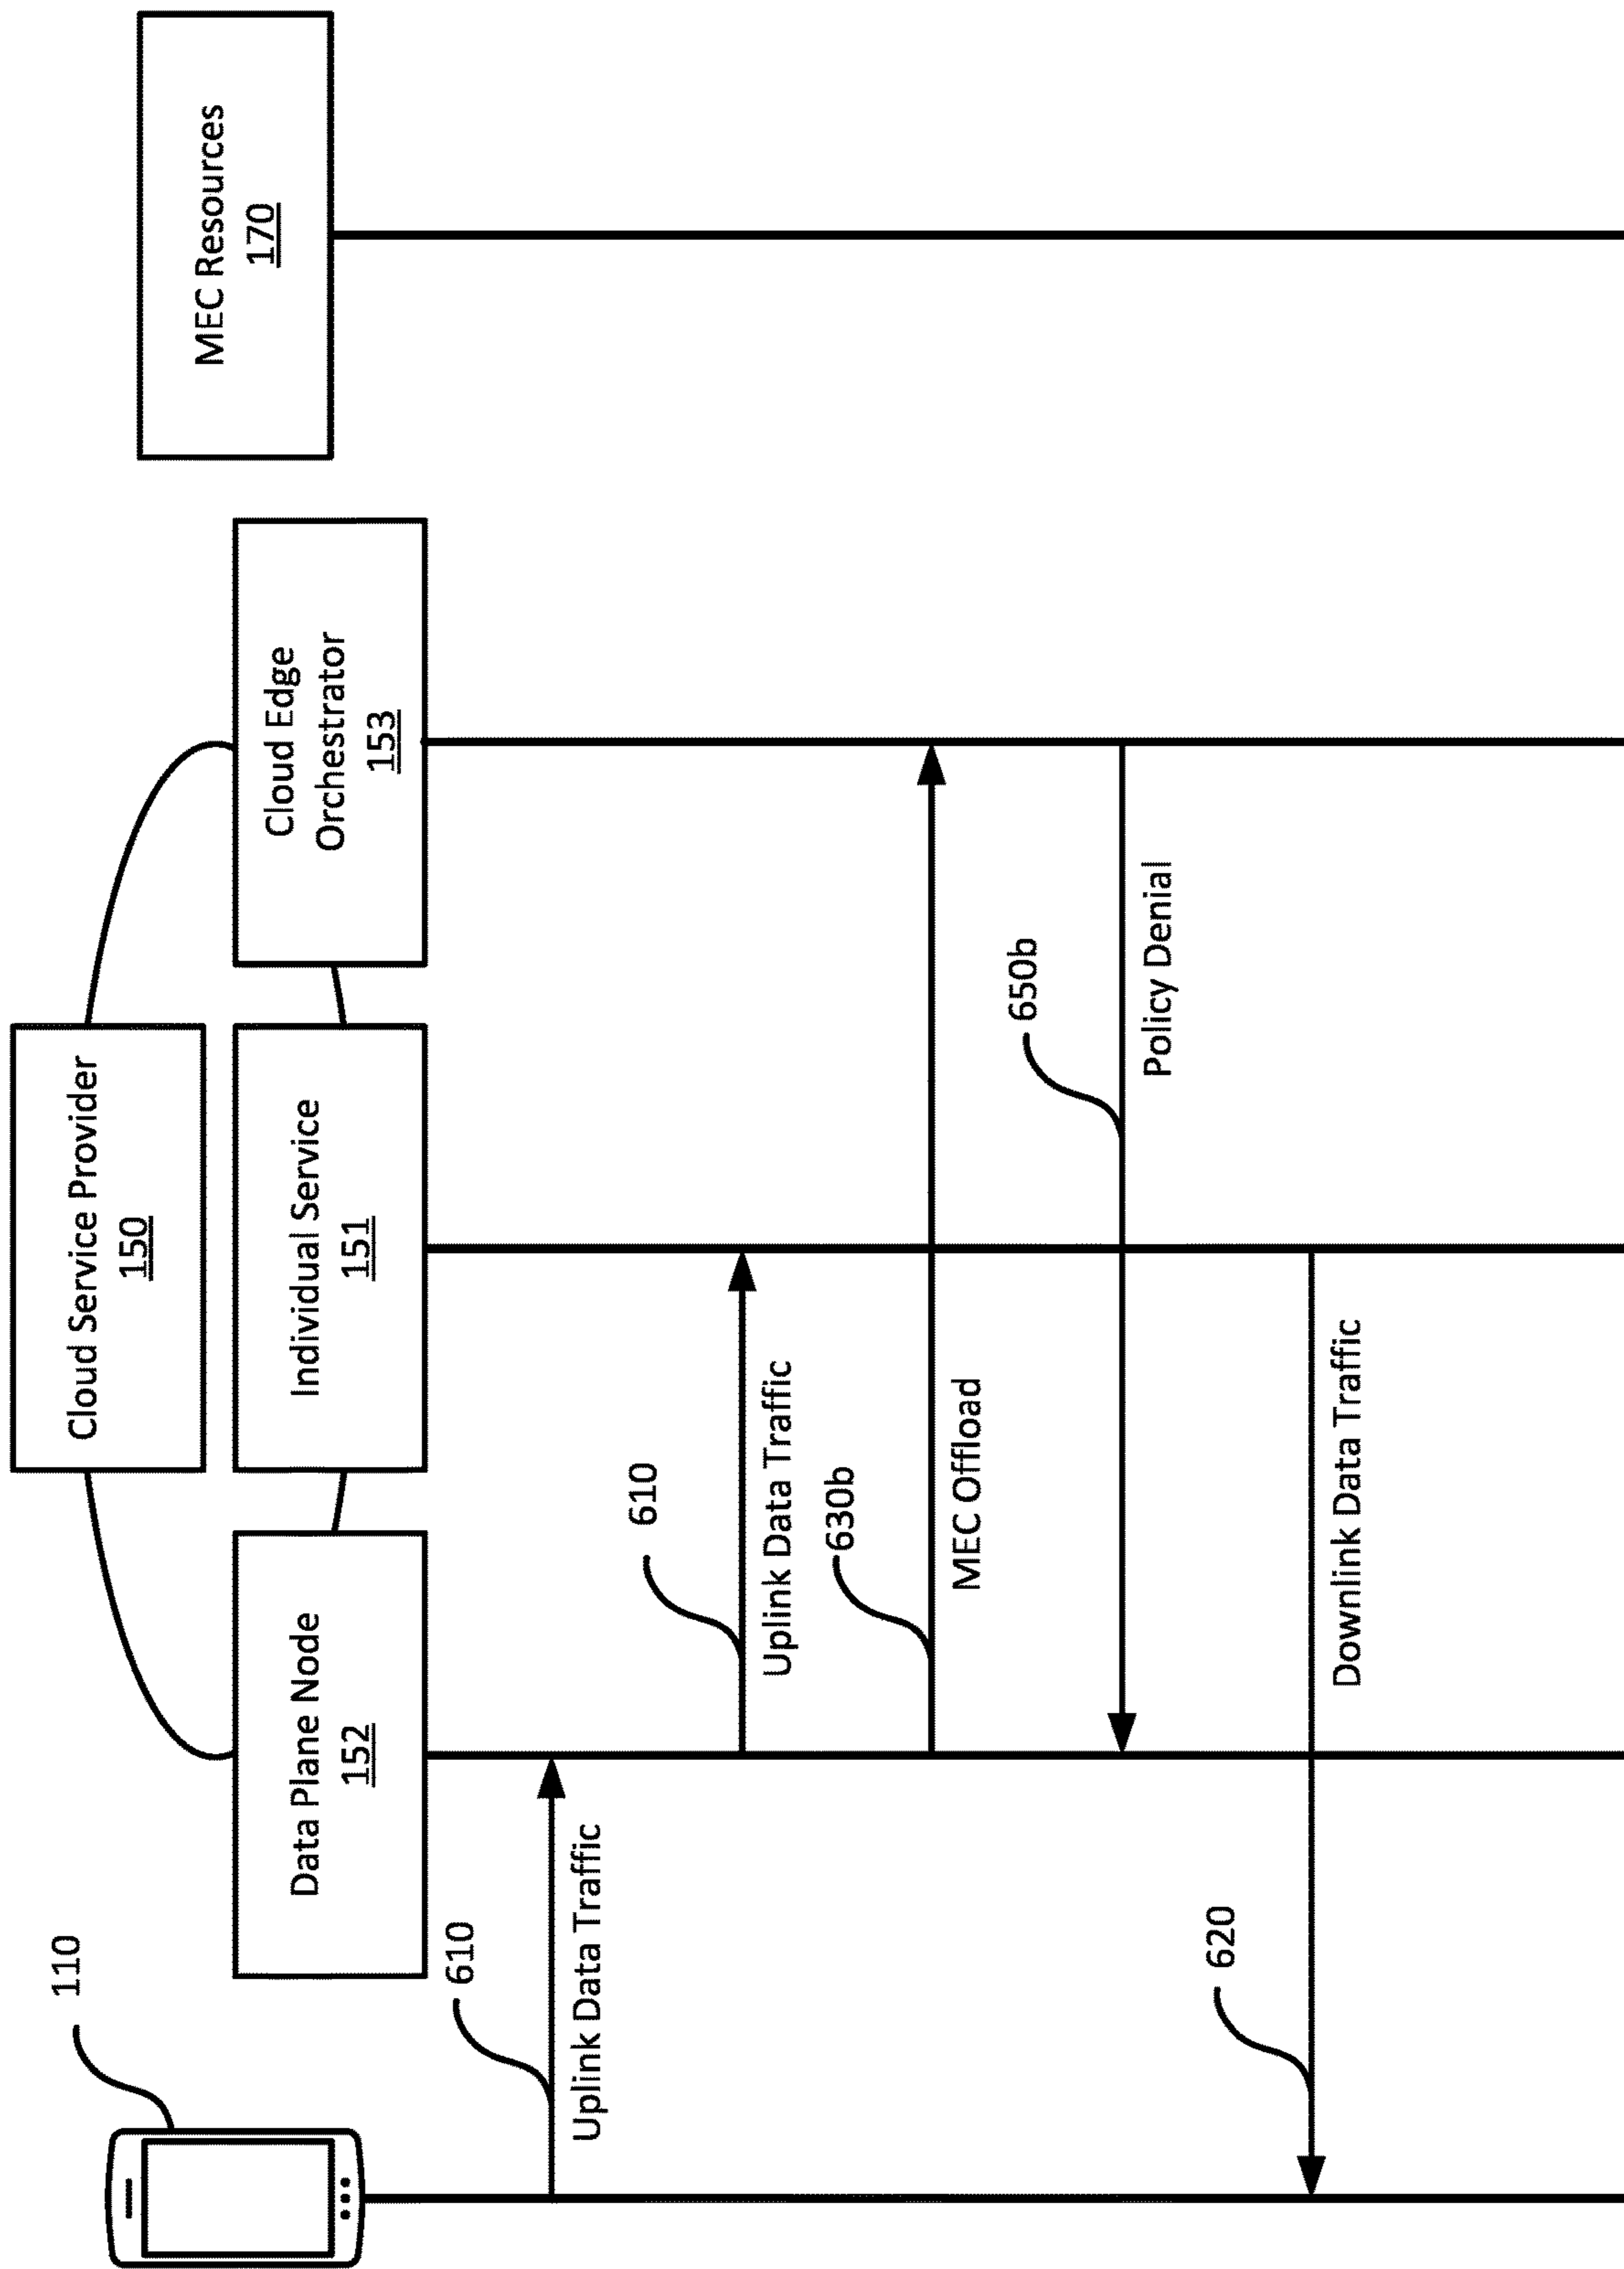 110
Cloud Service Provider
150
Data Plane Node
152
Individual Service
151
Cloud Edge
Orchestrator
153
MEC Resources
170
610
Uplink Data Traffic
610
Uplink Data Traffic
630b
MEC Offload
650b
Policy Denial
620
Downlink Data Traffic